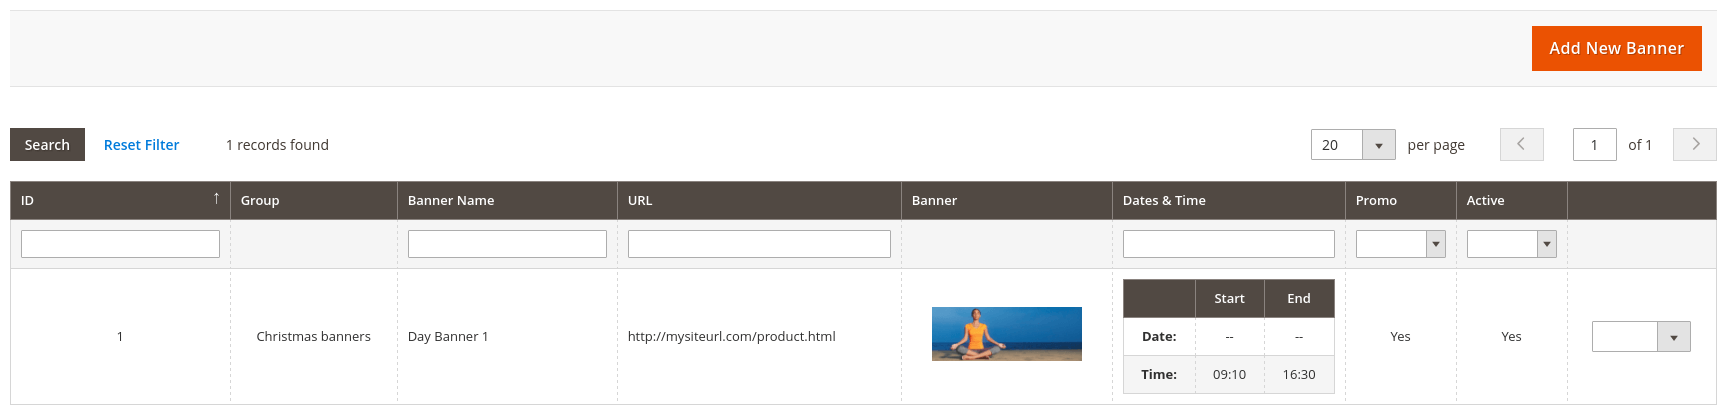 Add New Banner
Search Reset Filter 1 records found 20 per page 1 of 1
ID ↑ Group Banner Name URL Banner Dates & Time Promo Active
Start End
1 Christmas banners Day Banner 1 http://mysiteurl.com/product.html Date: -- -- Yes Yes
Time: 09:10 16:30